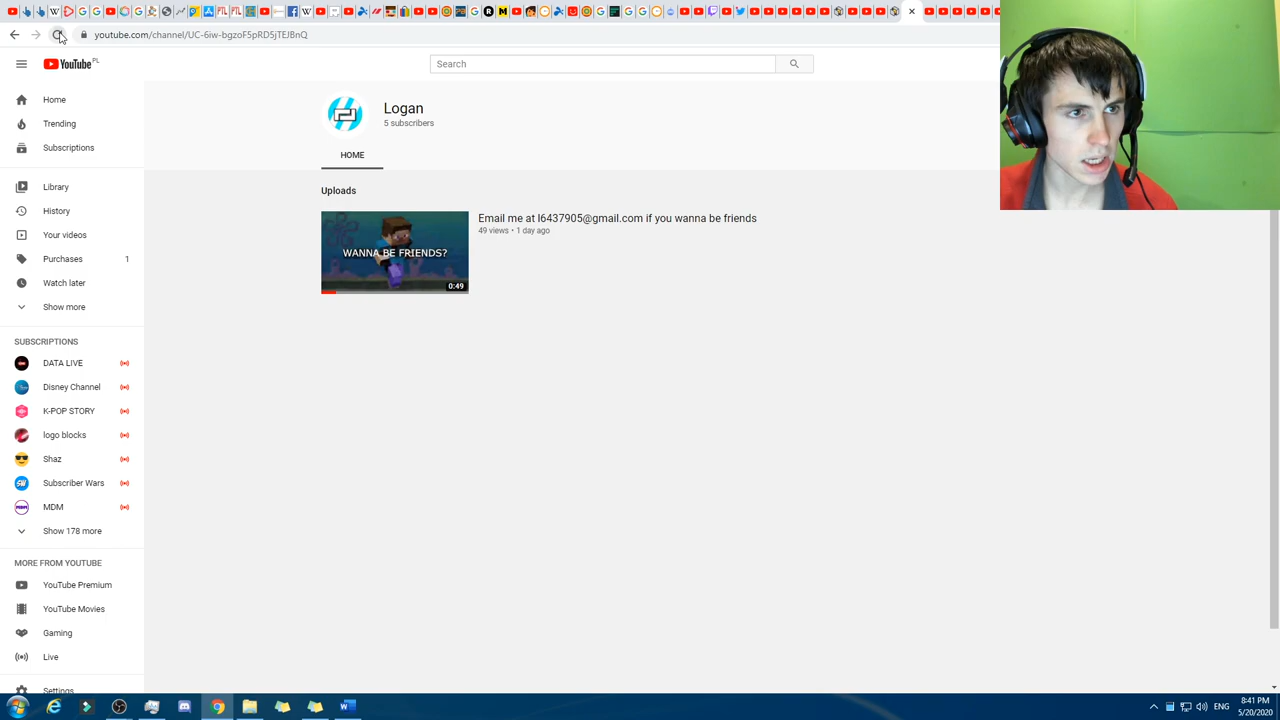 youtube.com/channel/UC-6iw-bgzoF5pRD5jTEJBnQ
YouTube PL
Search
Home
Trending
Subscriptions
Library
History
Your videos
Purchases 1
Watch later
Show more
SUBSCRIPTIONS
DATA LIVE
Disney Channel
K-POP STORY
logo blocks
Shaz
Subscriber Wars
MDM
Show 178 more
MORE FROM YOUTUBE
YouTube Premium
YouTube Movies
Gaming
Live
Settings
Logan
5 subscribers
HOME
Uploads
WANNA BE FRIENDS?
0:49
Email me at l6437905@gmail.com if you wanna be friends
49 views • 1 day ago
ENG
8:41 PM
5/20/2020